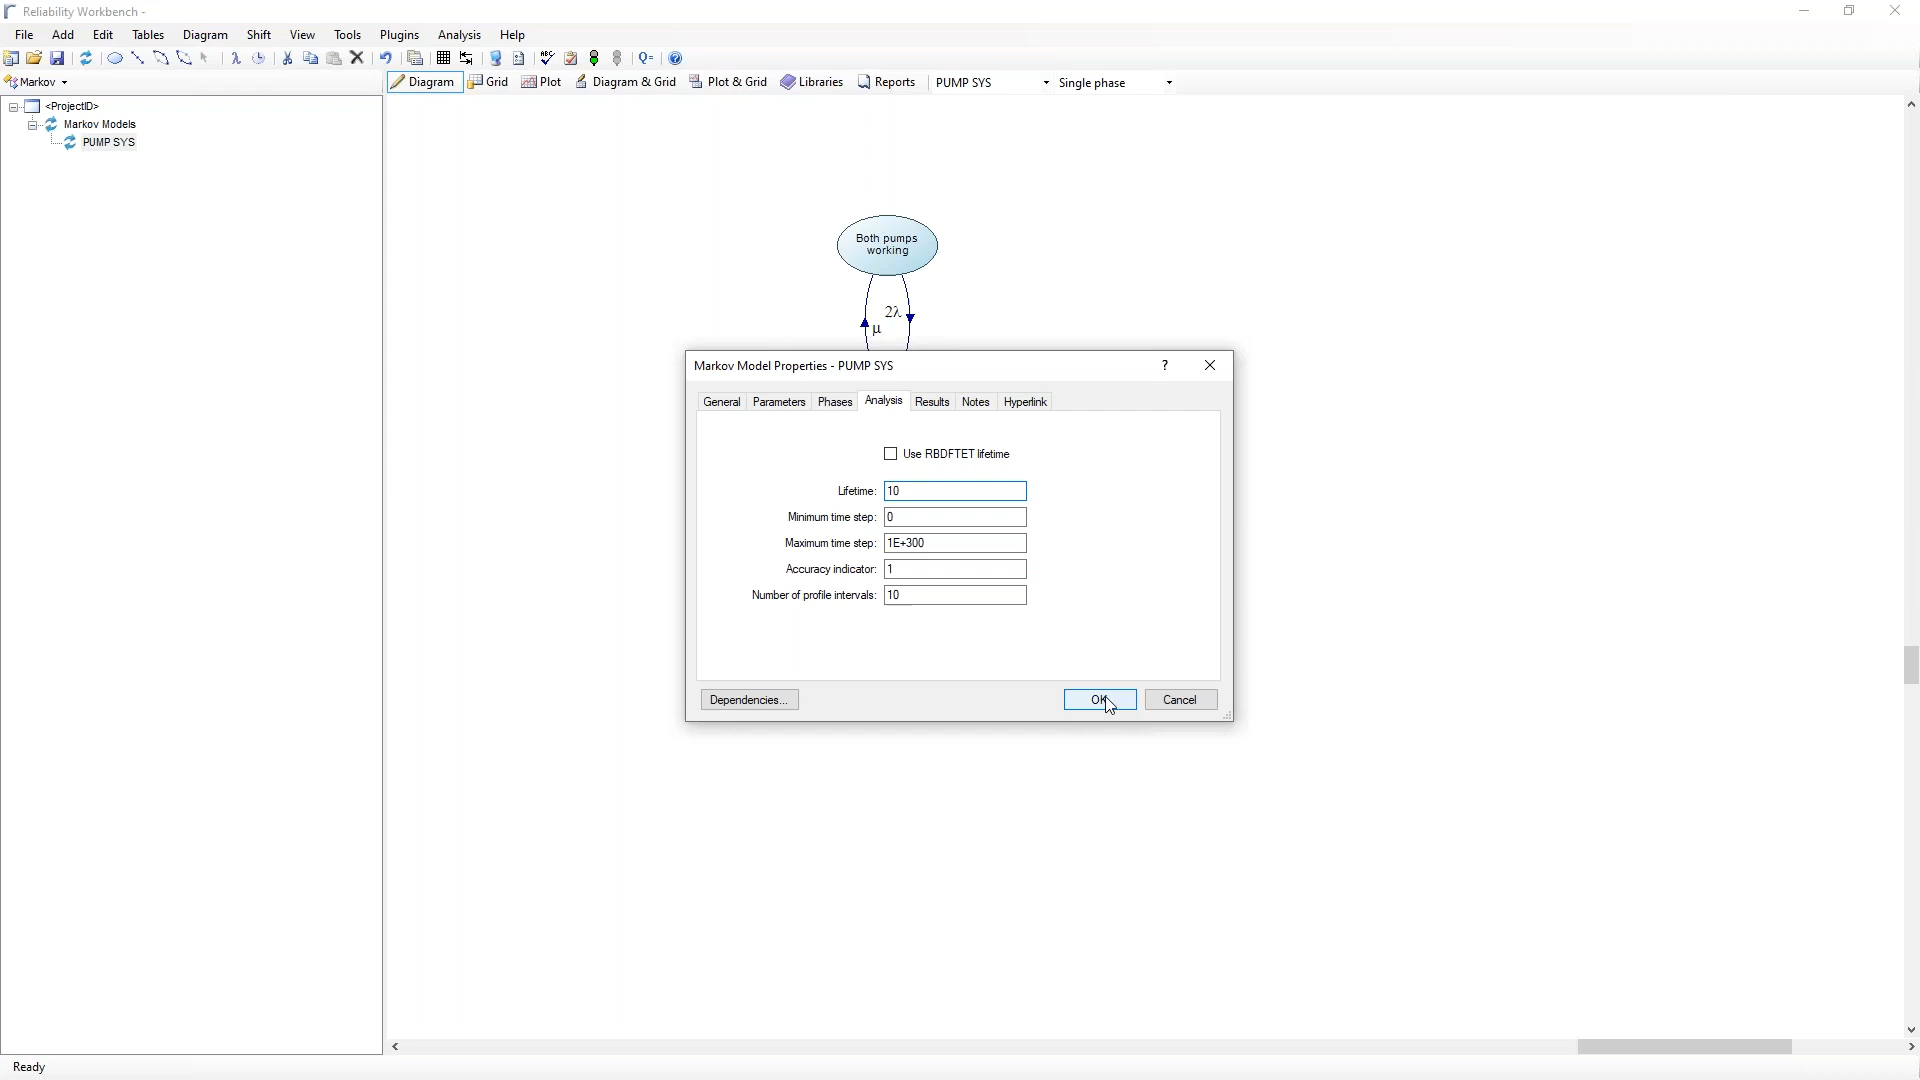 Reliability Workbench -
File Add Edit Tables Diagram Shift View Tools Plugins Analysis Help
Markov
Diagram Grid Plot Diagram & Grid Plot & Grid Libraries Reports PUMP SYS Single phase
<ProjectID>
Markov Models
PUMP SYS
Both pumps
working
2λ
μ
Markov Model Properties - PUMP SYS
General Parameters Phases Analysis Results Notes Hyperlink
Use RBDFTET lifetime
Lifetime: 10
Minimum time step: 0
Maximum time step: 1E+300
Accuracy indicator: 1
Number of profile intervals: 10
Dependencies... OK Cancel
Ready